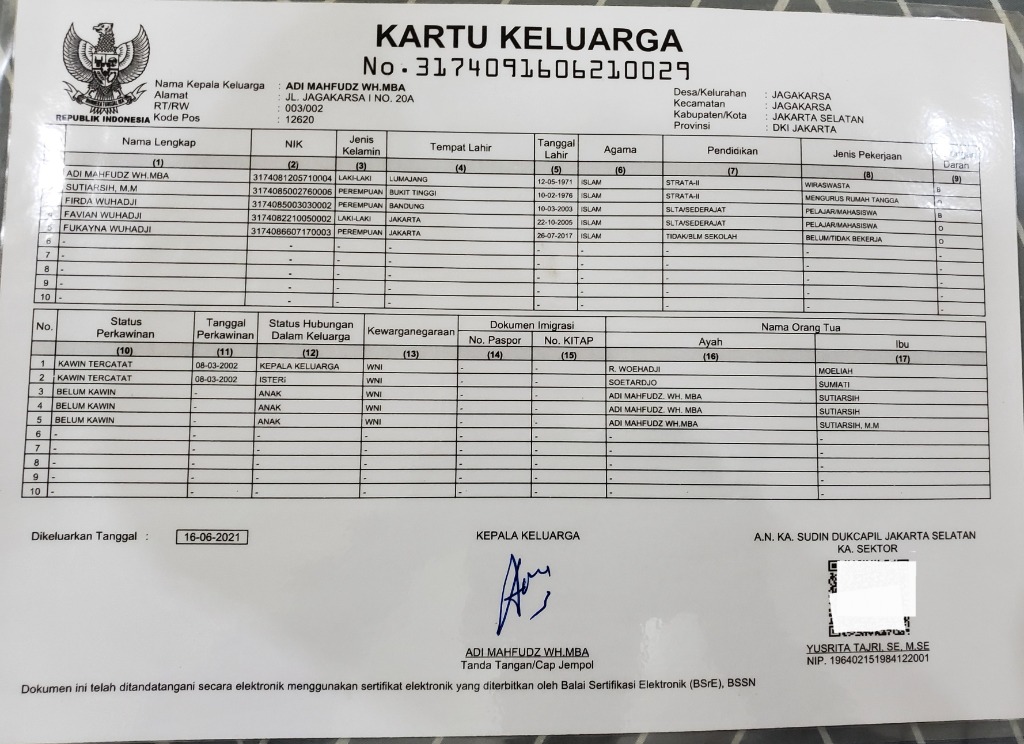 KARTU KELUARGA
No.3174091606210029
REPUBLIK INDONESIA
Nama Kepala Keluarga : ADI MAHFUDZ WH.MBA
Alamat : JL. JAGAKARSA I NO. 20A
RT/RW : 003/002
Kode Pos : 12620
Desa/Kelurahan : JAGAKARSA
Kecamatan : JAGAKARSA
Kabupaten/Kota : JAKARTA SELATAN
Provinsi : DKI JAKARTA
Nama Lengkap NIK Jenis Kelamin Tempat Lahir Tanggal Lahir Agama Pendidikan Jenis Pekerjaan Daran
(1) (2) (3) (4) (5) (6) (7) (8) (9)
ADI MAHFUDZ WH.MBA 3174081205710004 LAKI-LAKI LUMAJANG 12-05-1971 ISLAM STRATA-II WIRASWASTA B
SUTIARSIH, M.M 3174085002760006 PEREMPUAN BUKIT TINGGI 10-02-1976 ISLAM STRATA-II MENGURUS RUMAH TANGGA
FIRDA WUHADJI 3174085003030002 PEREMPUAN BANDUNG 10-03-2003 ISLAM SLTA/SEDERAJAT PELAJAR/MAHASISWA B
FAVIAN WUHADJI 3174082210050002 LAKI-LAKI JAKARTA 22-10-2005 ISLAM SLTA/SEDERAJAT PELAJAR/MAHASISWA O
5 FUKAYNA WUHADJI 3174086607170003 PEREMPUAN JAKARTA 26-07-2017 ISLAM TIDAK/BLM SEKOLAH BELUM/TIDAK BEKERJA O
6 - - - - - - - - -
7 - - - - - - - - -
8 - - - - - - - - -
9 - - - - - - - - -
10 - - - - - - - - -
No. Status Perkawinan Tanggal Perkawinan Status Hubungan Dalam Keluarga Kewarganegaraan Dokumen Imigrasi Nama Orang Tua
No. Paspor No. KITAP Ayah Ibu
(10) (11) (12) (13) (14) (15) (16) (17)
1 KAWIN TERCATAT 08-03-2002 KEPALA KELUARGA WNI - - R. WOEHADJI MOELIAH
2 KAWIN TERCATAT 08-03-2002 ISTERI WNI - - SOETARDJO SUMIATI
3 BELUM KAWIN - ANAK WNI - - ADI MAHFUDZ. WH. MBA SUTIARSIH
4 BELUM KAWIN - ANAK WNI - - ADI MAHFUDZ. WH. MBA SUTIARSIH
5 BELUM KAWIN - ANAK WNI - - ADI MAHFUDZ WH.MBA SUTIARSIH, M.M
6 - - - - - - - -
7 - - - - - - - -
8 - - - - - - - -
9 - - - - - - - -
10 - - - - - - - -
Dikeluarkan Tanggal : 16-06-2021
KEPALA KELUARGA
ADI MAHFUDZ WH.MBA
Tanda Tangan/Cap Jempol
A.N. KA. SUDIN DUKCAPIL JAKARTA SELATAN
KA. SEKTOR
YUSRITA TAJRI, SE, M.SE
NIP. 196402151984122001
Dokumen ini telah ditandatangani secara elektronik menggunakan sertifikat elektronik yang diterbitkan oleh Balai Sertifikasi Elektronik (BSrE), BSSN